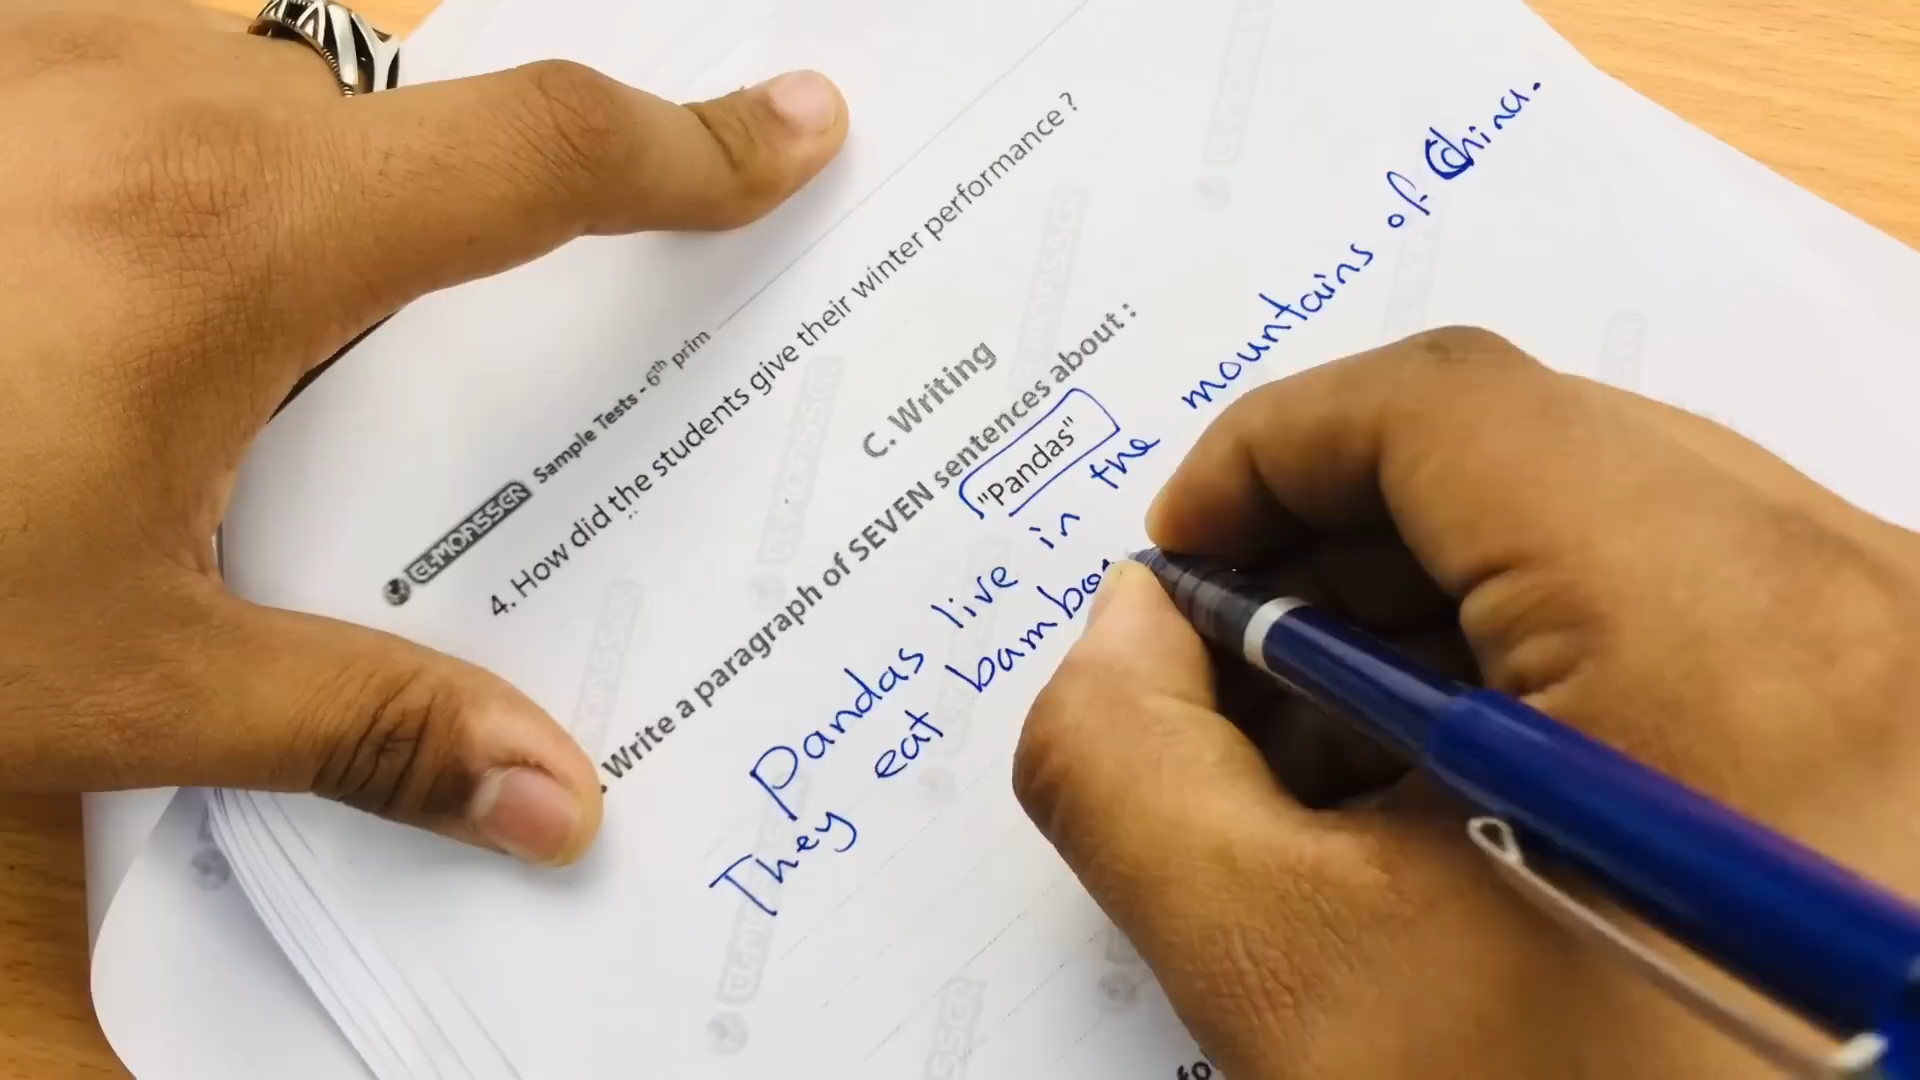 EL-MOASSER Sample Tests - 6th prim
4. How did the students give their winter performance ?
C. Writing
Write a paragraph of SEVEN sentences about :
"Pandas"
Pandas live in the mountains of China.
They eat bamboo